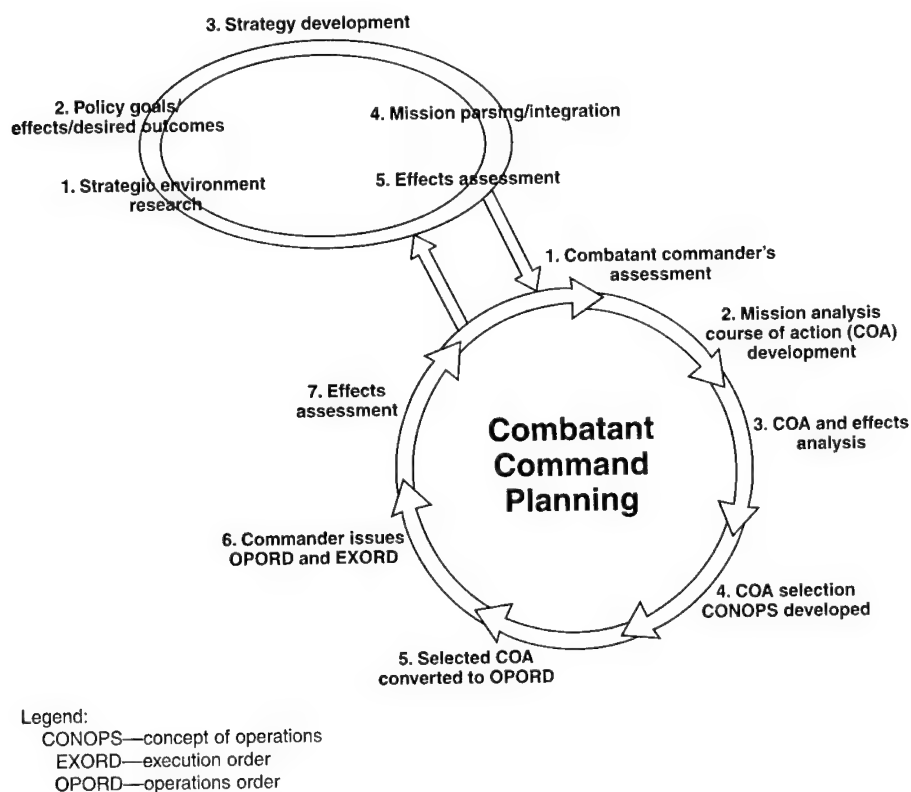 3. Strategy development
2. Policy goals/
effects/desired outcomes
4. Mission parsing/integration
1. Strategic environment
research
5. Effects assessment
1. Combatant commander's
assessment
2. Mission analysis
course of action (COA)
development
7. Effects
assessment
3. COA and effects
analysis
Combatant
Command
Planning
6. Commander issues
OPORD and EXORD
4. COA selection
CONOPS developed
5. Selected COA
converted to OPORD
Legend:
CONOPS—concept of operations
EXORD—execution order
OPORD—operations order